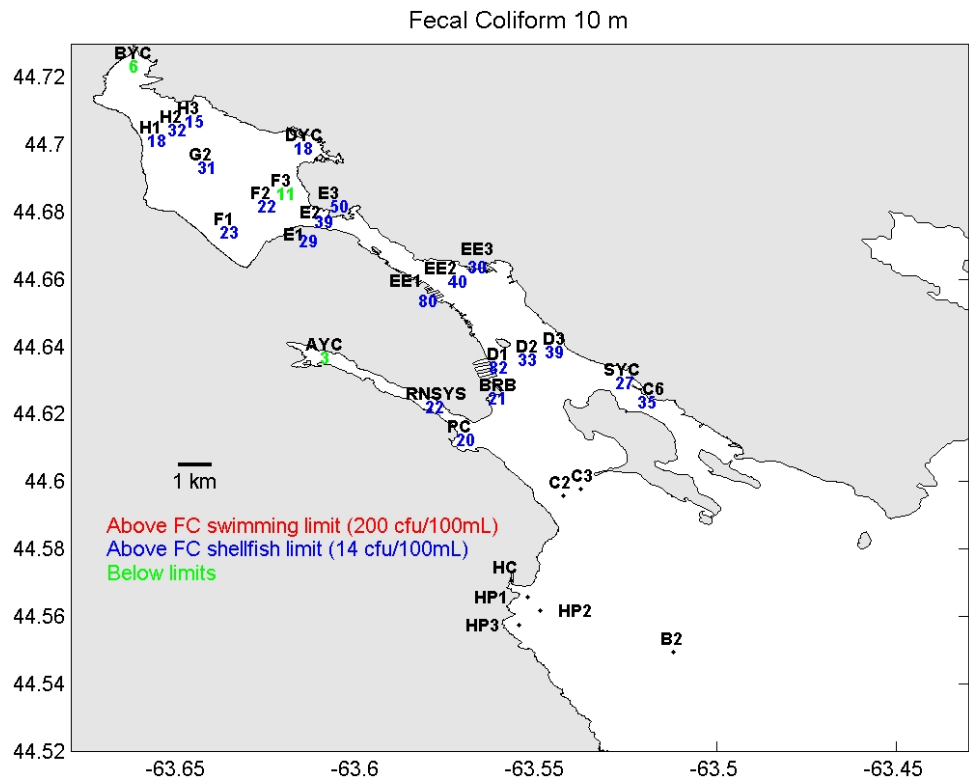 Fecal Coliform 10 m
44.72
44.7
44.68
44.66
44.64
44.62
44.6
44.58
44.56
44.54
44.52
BYC
6
H3
15
H2
32
H1
18
DYC
18
G2
31
F3
11
F2
22
E3
50
E2
39
F1
23
E1
29
EE3
30
EE2
40
EE1
80
AYC
3
D3
39
D2
33
D1
82
SYC
27
BRB
21
C6
35
RNSYS
22
PC
20
C3
C2
1 km
Above FC swimming limit (200 cfu/100mL)
Above FC shellfish limit (14 cfu/100mL)
Below limits
HC
HP1
HP2
HP3
B2
-63.65
-63.6
-63.55
-63.5
-63.45